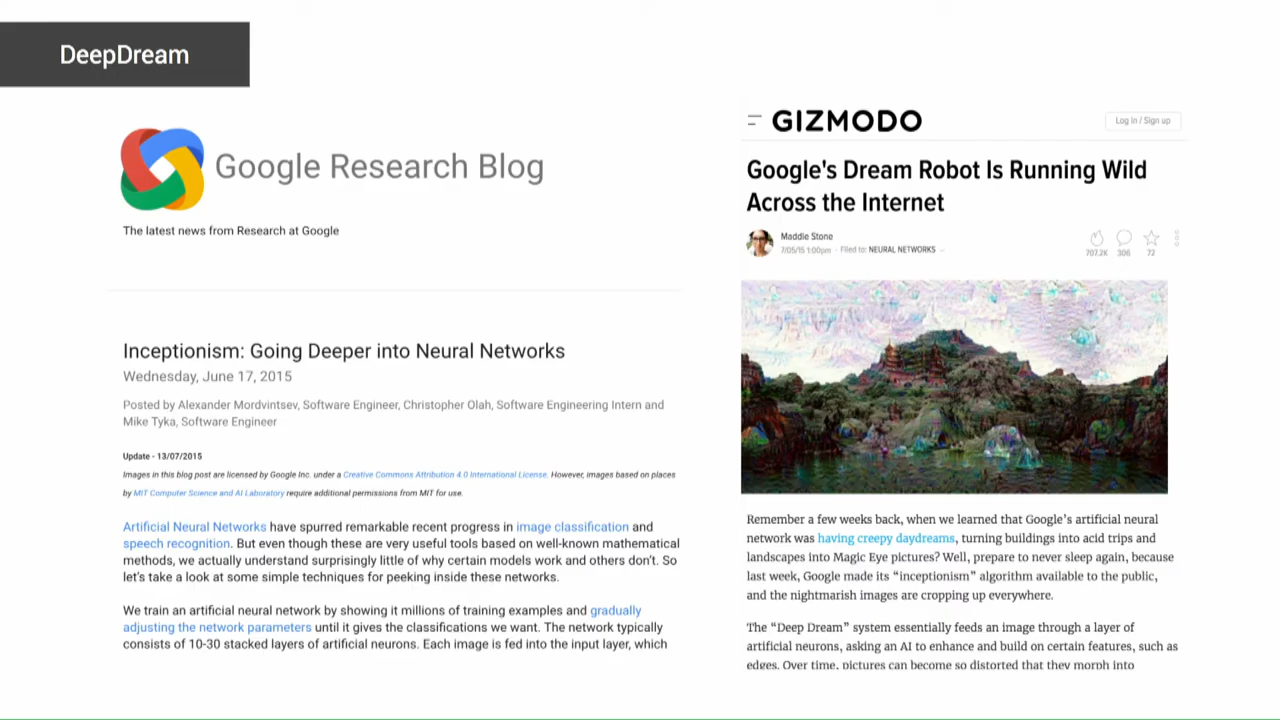 DeepDream
Google Research Blog
The latest news from Research at Google
Inceptionism: Going Deeper into Neural Networks
Wednesday, June 17, 2015
Posted by Alexander Mordvintsev, Software Engineer, Christopher Olah, Software Engineering Intern and
Mike Tyka, Software Engineer
Update - 13/07/2015
Images in this blog post are licensed by Google Inc. under a Creative Commons Attribution 4.0 International License. However, images based on places
by MIT Computer Science and AI Laboratory require additional permissions from MIT for use.
Artificial Neural Networks have spurred remarkable recent progress in image classification and
speech recognition. But even though these are very useful tools based on well-known mathematical
methods, we actually understand surprisingly little of why certain models work and others don't. So
let's take a look at some simple techniques for peeking inside these networks.
We train an artificial neural network by showing it millions of training examples and gradually
adjusting the network parameters until it gives the classifications we want. The network typically
consists of 10-30 stacked layers of artificial neurons. Each image is fed into the input layer, which
GIZMODO
Log in / Sign up
Google's Dream Robot Is Running Wild
Across the Internet
Maddie Stone
7/05/15 1:00pm · Filed to: NEURAL NETWORKS
707.2K 306 72
Remember a few weeks back, when we learned that Google's artificial neural
network was having creepy daydreams, turning buildings into acid trips and
landscapes into Magic Eye pictures? Well, prepare to never sleep again, because
last week, Google made its "inceptionism" algorithm available to the public,
and the nightmarish images are cropping up everywhere.
The "Deep Dream" system essentially feeds an image through a layer of
artificial neurons, asking an AI to enhance and build on certain features, such as
edges. Over time, pictures can become so distorted that they morph into